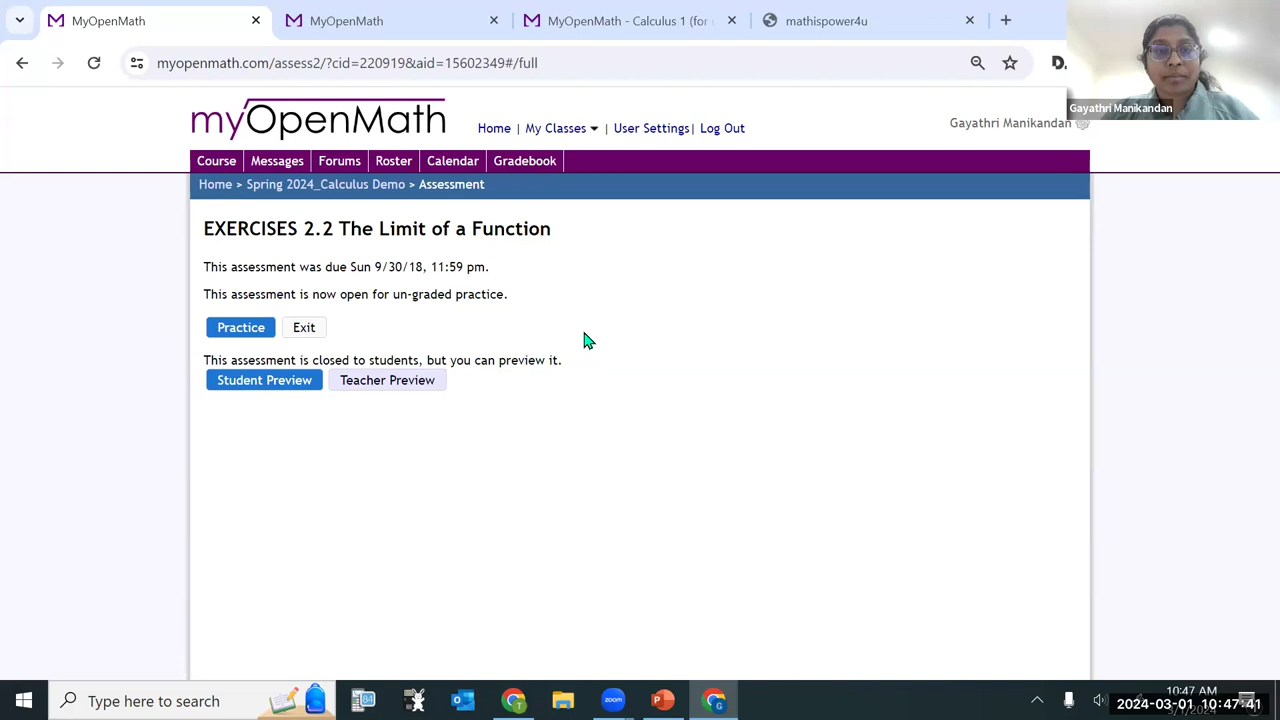 MyOpenMath
MyOpenMath
MyOpenMath - Calculus 1 (for
mathispower4u
myopenmath.com/assess2/?cid=220919&aid=15602349#/full
D.
Gayathri Manikandan
myOpenMath
Home | My Classes | User Settings| Log Out
Gayathri Manikandan
Course Messages Forums Roster Calendar Gradebook
Home > Spring 2024_Calculus Demo > Assessment
EXERCISES 2.2 The Limit of a Function
This assessment was due Sun 9/30/18, 11:59 pm.
This assessment is now open for un-graded practice.
Practice Exit
This assessment is closed to students, but you can preview it.
Student Preview Teacher Preview
Type here to search
zoom
10:47 AM
2024-03-01 10:47:41